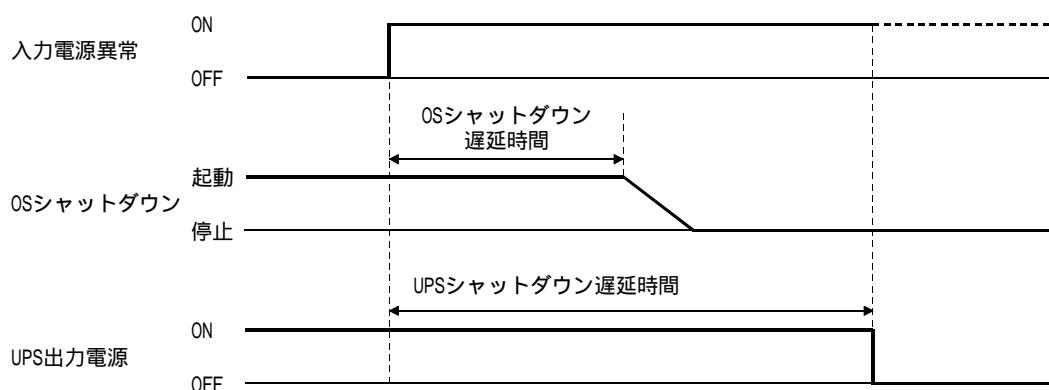 ON
入力電源異常
OFF
OSシャットダウン
遅延時間
起動
OSシャットダウン
停止
UPSシャットダウン遅延時間
ON
UPS出力電源
OFF